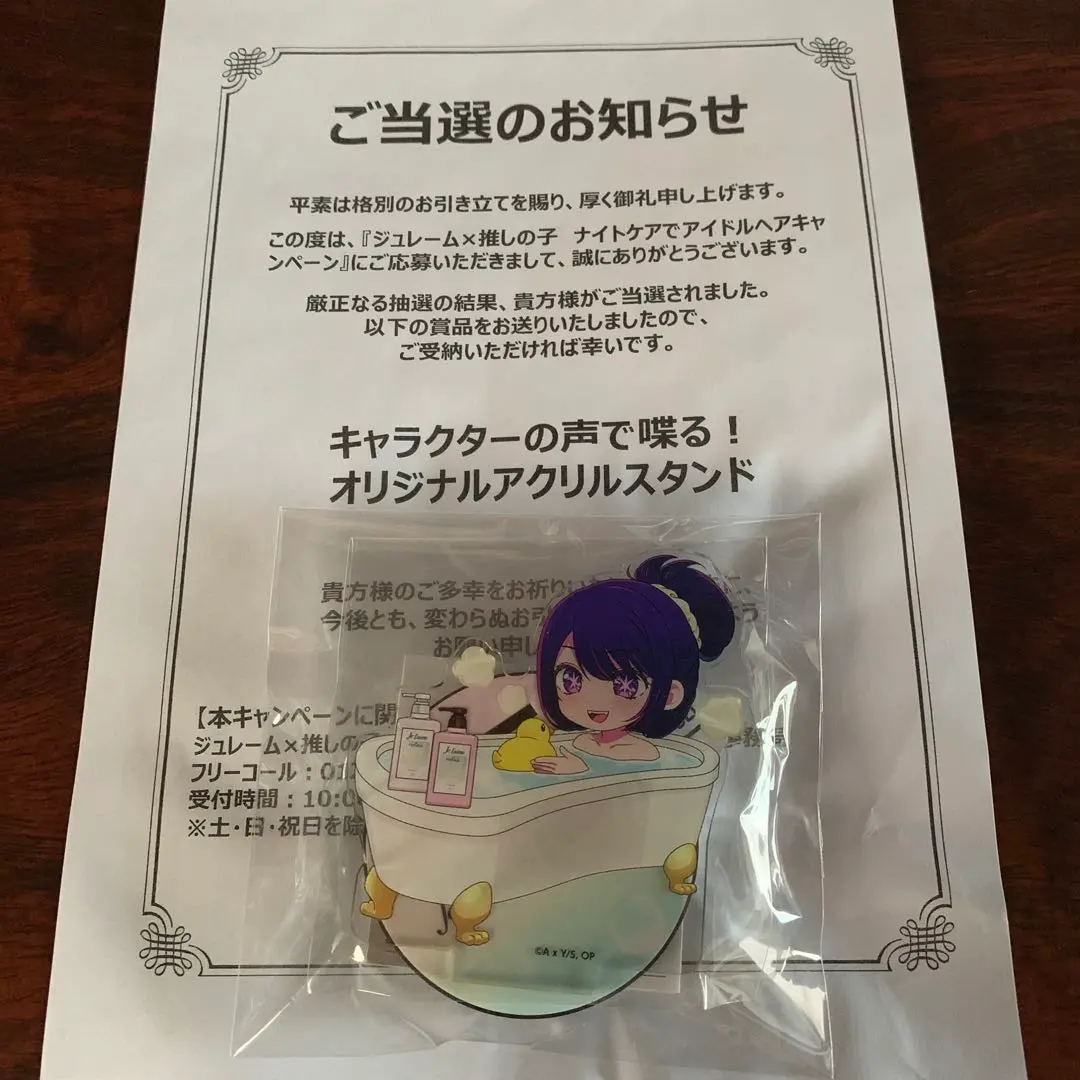 ご当選のお知らせ
平素は格別のお引き立てを賜り、厚く御礼申し上げます。
この度は、『ジュレーム×推しの子　ナイトケアでアイドルヘアキャ
ンペーン』にご応募いただきまして、誠にありがとうございます。
厳正なる抽選の結果、貴方様がご当選されました。
以下の賞品をお送りいたしましたので、
ご受納いただければ幸いです。
キャラクターの声で喋る！
オリジナルアクリルスタンド
貴方様のご多幸をお祈りい
今後とも、変わらぬお引
お願い申し
【本キャンペーンに関
ジュレーム×推しの子
フリーコール：01
受付時間：10:0
※土・日・祝日を除
Je l'aime
Je l'aime
©A x Y/S, OP